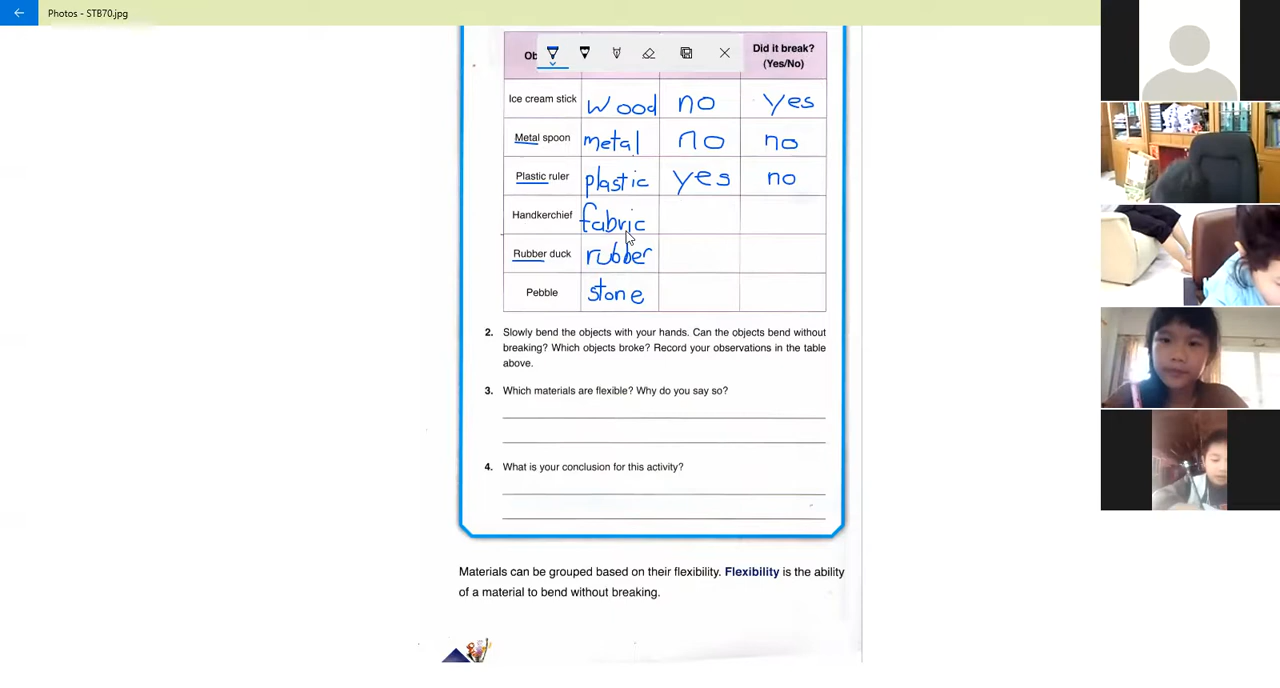 Photos - STB70.jpg
Ob
Did it break?
(Yes/No)
Ice cream stick wood no Yes
Metal spoon metal no no
Plastic ruler plastic yes no
Handkerchief fabric
Rubber duck rubber
Pebble stone
2. Slowly bend the objects with your hands. Can the objects bend without
breaking? Which objects broke? Record your observations in the table
above.
3. Which materials are flexible? Why do you say so?
4. What is your conclusion for this activity?
Materials can be grouped based on their flexibility. Flexibility is the ability
of a material to bend without breaking.